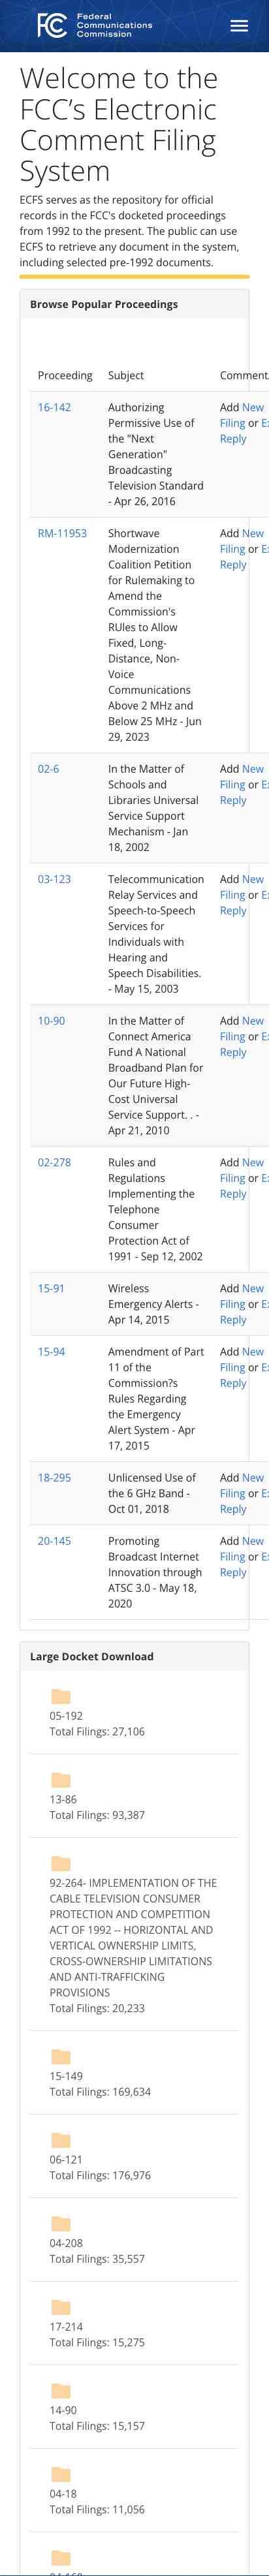 Federal
Communications
Commission
Welcome to the
FCC’s Electronic
Comment Filing
System
ECFS serves as the repository for official
records in the FCC's docketed proceedings
from 1992 to the present. The public can use
ECFS to retrieve any document in the system,
including selected pre-1992 documents.
Browse Popular Proceedings
Proceeding Subject Comment
16-142 Authorizing Add New
Permissive Use of Filing or Ex
the "Next Reply
Generation"
Broadcasting
Television Standard
- Apr 26, 2016
RM-11953 Shortwave Add New
Modernization Filing or Ex
Coalition Petition Reply
for Rulemaking to
Amend the
Commission's
RUles to Allow
Fixed, Long-
Distance, Non-
Voice
Communications
Above 2 MHz and
Below 25 MHz - Jun
29, 2023
02-6 In the Matter of Add New
Schools and Filing or Ex
Libraries Universal Reply
Service Support
Mechanism - Jan
18, 2002
03-123 Telecommunication Add New
Relay Services and Filing or Ex
Speech-to-Speech Reply
Services for
Individuals with
Hearing and
Speech Disabilities.
- May 15, 2003
10-90 In the Matter of Add New
Connect America Filing or Ex
Fund A National Reply
Broadband Plan for
Our Future High-
Cost Universal
Service Support. . -
Apr 21, 2010
02-278 Rules and Add New
Regulations Filing or Ex
Implementing the Reply
Telephone
Consumer
Protection Act of
1991 - Sep 12, 2002
15-91 Wireless Add New
Emergency Alerts - Filing or Ex
Apr 14, 2015 Reply
15-94 Amendment of Part Add New
11 of the Filing or Ex
Commission?s Reply
Rules Regarding
the Emergency
Alert System - Apr
17, 2015
18-295 Unlicensed Use of Add New
the 6 GHz Band - Filing or Ex
Oct 01, 2018 Reply
20-145 Promoting Add New
Broadcast Internet Filing or Ex
Innovation through Reply
ATSC 3.0 - May 18,
2020
Large Docket Download
05-192
Total Filings: 27,106
13-86
Total Filings: 93,387
92-264- IMPLEMENTATION OF THE
CABLE TELEVISION CONSUMER
PROTECTION AND COMPETITION
ACT OF 1992 -- HORIZONTAL AND
VERTICAL OWNERSHIP LIMITS,
CROSS-OWNERSHIP LIMITATIONS
AND ANTI-TRAFFICKING
PROVISIONS
Total Filings: 20,233
15-149
Total Filings: 169,634
06-121
Total Filings: 176,976
04-208
Total Filings: 35,557
17-214
Total Filings: 15,275
14-90
Total Filings: 15,157
04-18
Total Filings: 11,056